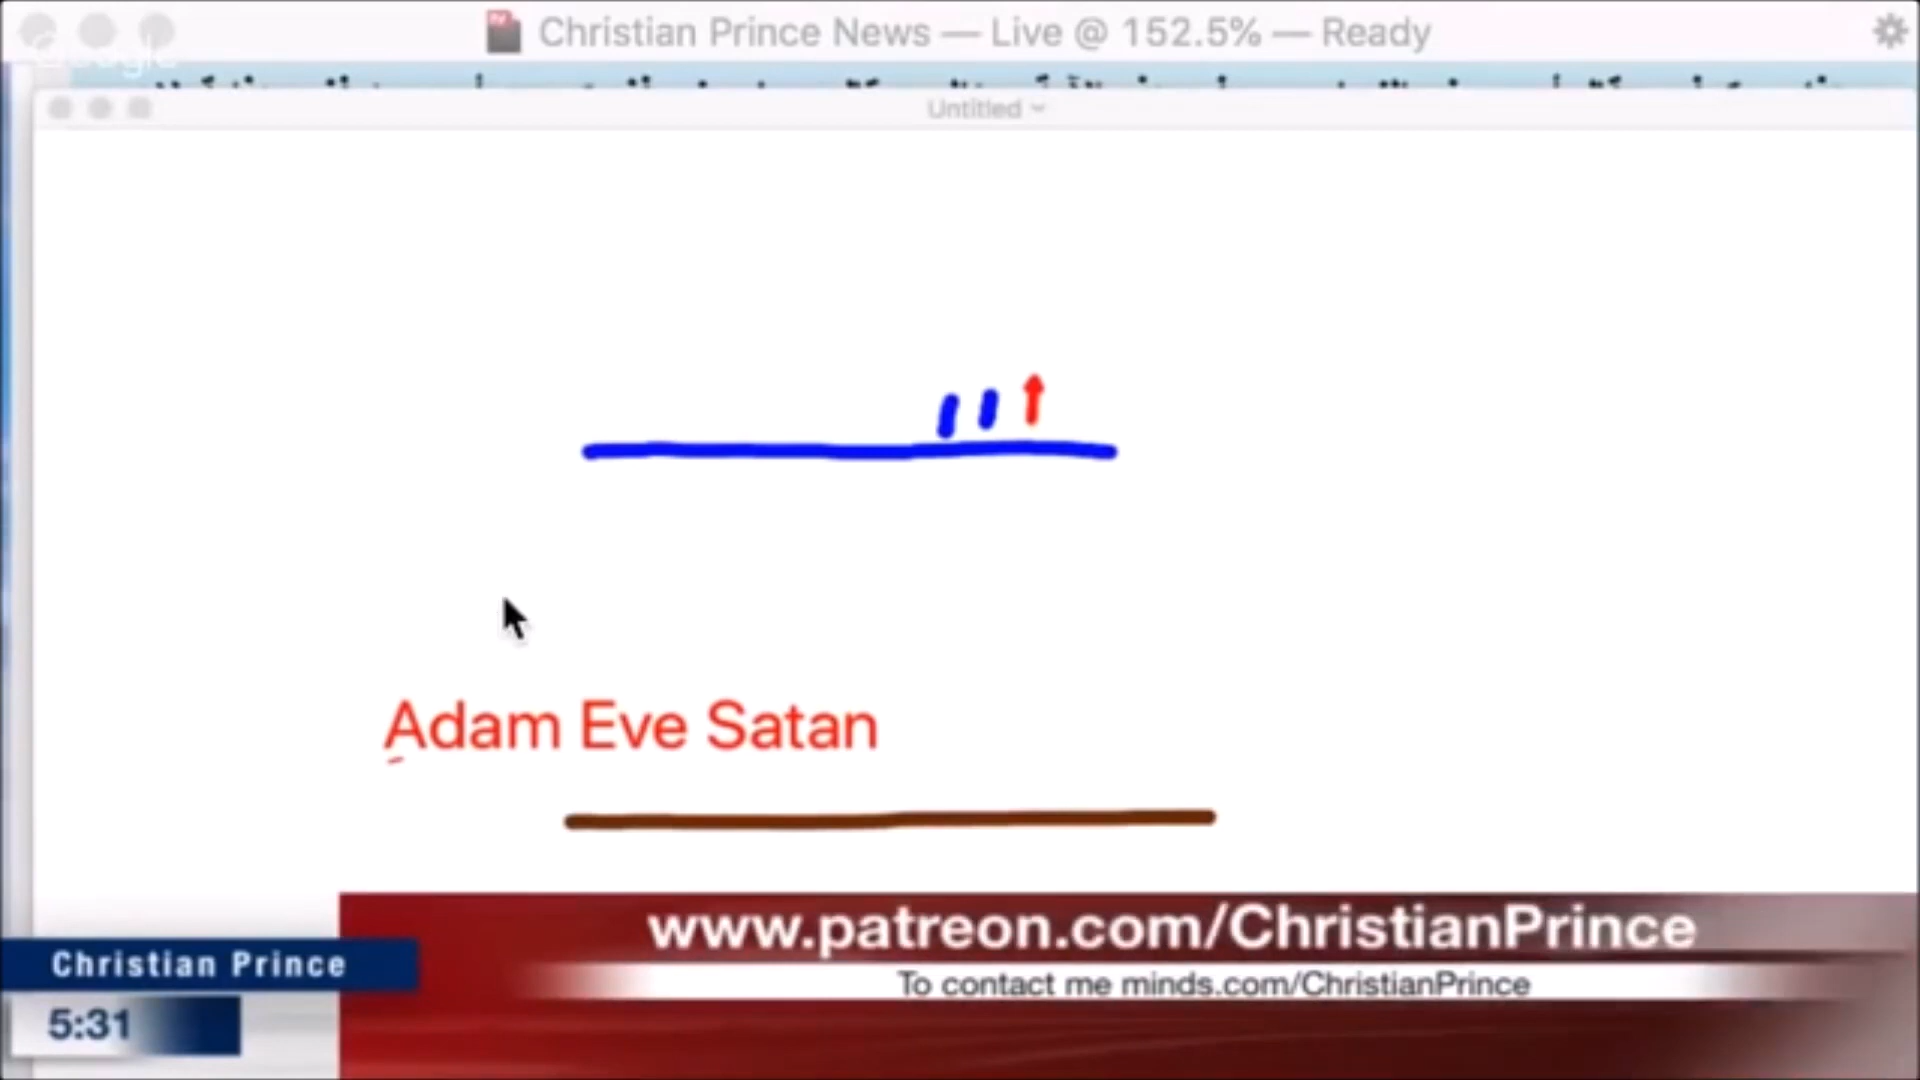 Christian Prince News — Live @ 152.5% — Ready
Google
Untitled
Adam Eve Satan
www.patreon.com/ChristianPrince
Christian Prince
To contact me minds.com/ChristianPrince
5:31